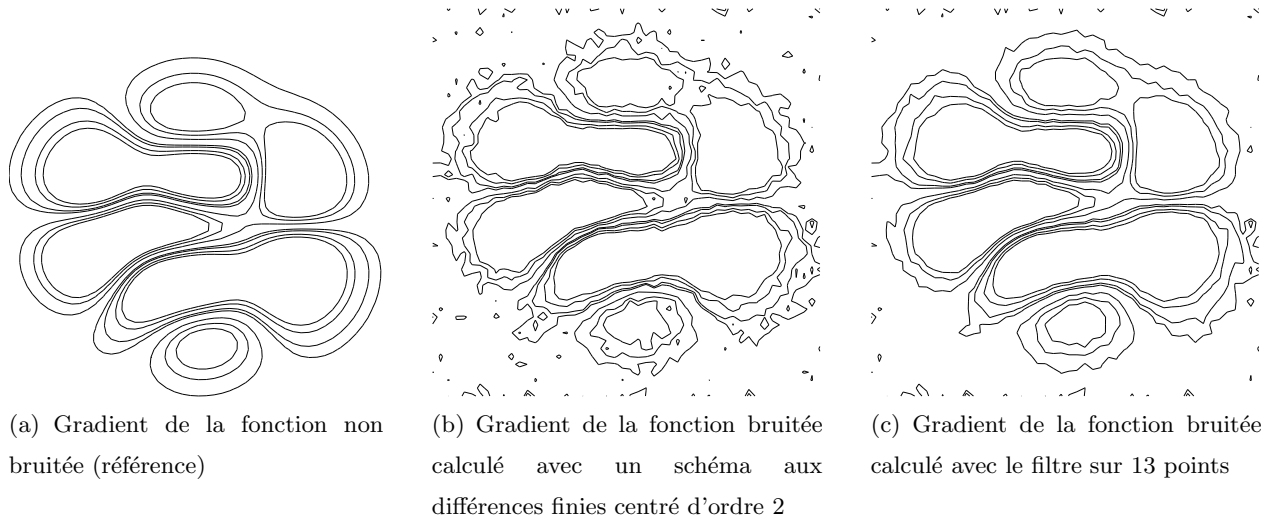 (a) Gradient de la fonction non
bruitée (référence)
(b) Gradient de la fonction bruitée
calculé avec un schéma aux
différences finies centré d'ordre 2
(c) Gradient de la fonction bruitée
calculé avec le filtre sur 13 points